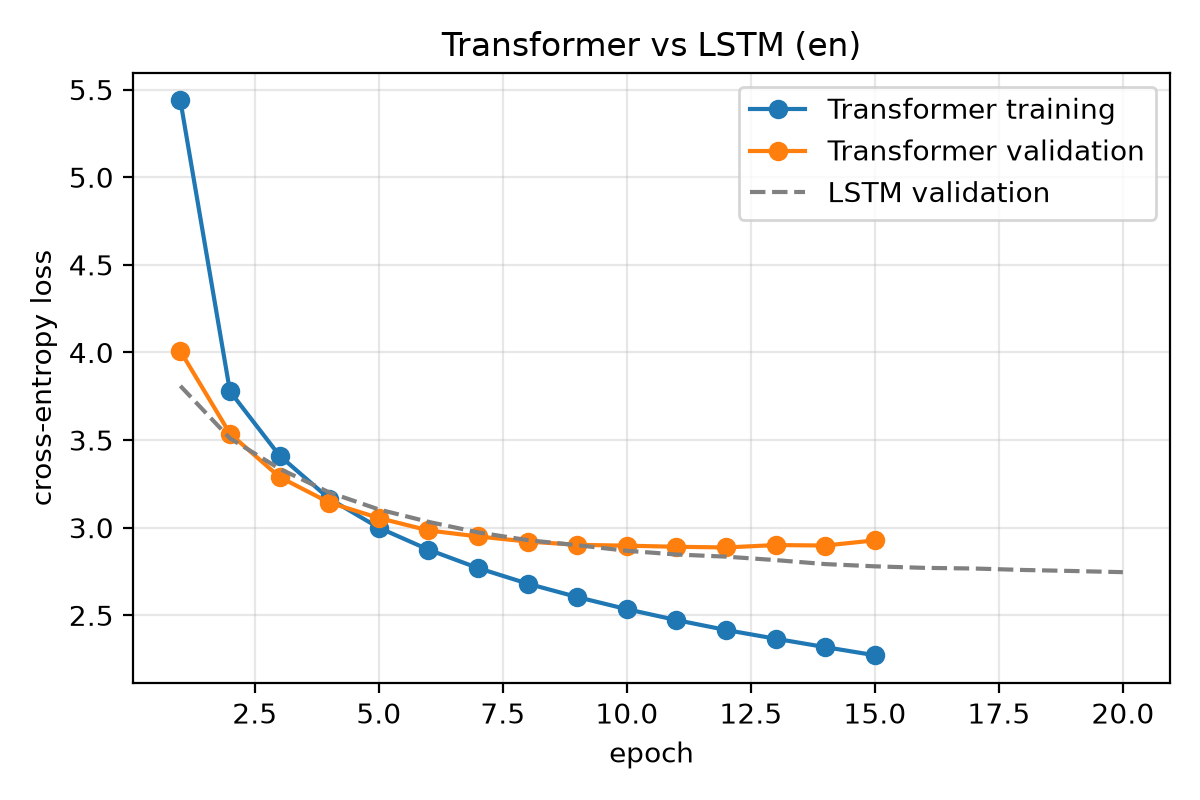 Transformer vs LSTM (en)
Transformer training
Transformer validation
LSTM validation
cross-entropy loss
5.5
5.0
4.5
4.0
3.5
3.0
2.5
2.5 5.0 7.5 10.0 12.5 15.0 17.5 20.0
epoch